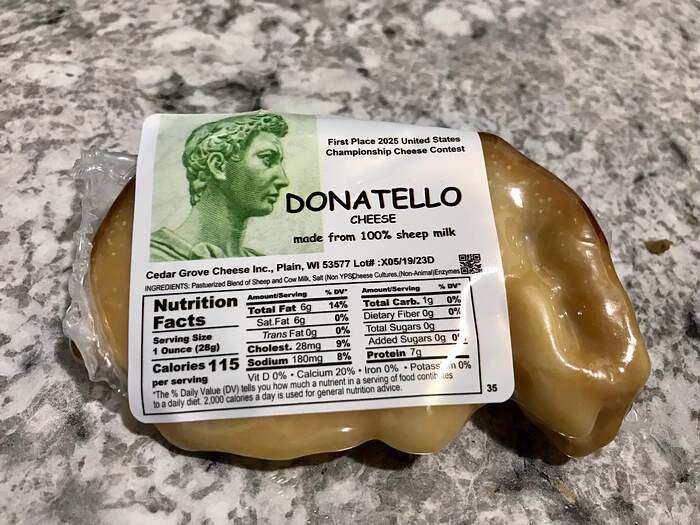 First Place 2025 United States
Championship Cheese Contest
DONATELLO
CHEESE
made from 100% sheep milk
Cedar Grove Cheese Inc., Plain, WI 53577 Lot# :X05/19/23D
INGREDIENTS: Pastuerized Blend of Sheep and Cow Milk, Salt (Non YPS)Cheese Cultures,(Non-Animal)Enzymes
Nutrition
Facts
Serving Size
1 Ounce (28g)
Calories 115
per serving
Amount/Serving % DV*
Total Fat 6g 14%
Sat.Fat 6g 0%
Trans Fat 0g 0%
Cholest. 28mg 9%
Sodium 180mg 8%
Amount/Serving % DV*
Total Carb. 1g 0%
Dietary Fiber 0g 0%
Total Sugars 0g
Added Sugars 0g 0%
Protein 7g
Vit D 0% • Calcium 20% • Iron 0% • Potassium 0%
*The % Daily Value (DV) tells you how much a nutrient in a serving of food contributes
to a daily diet. 2,000 calories a day is used for general nutrition advice.
35